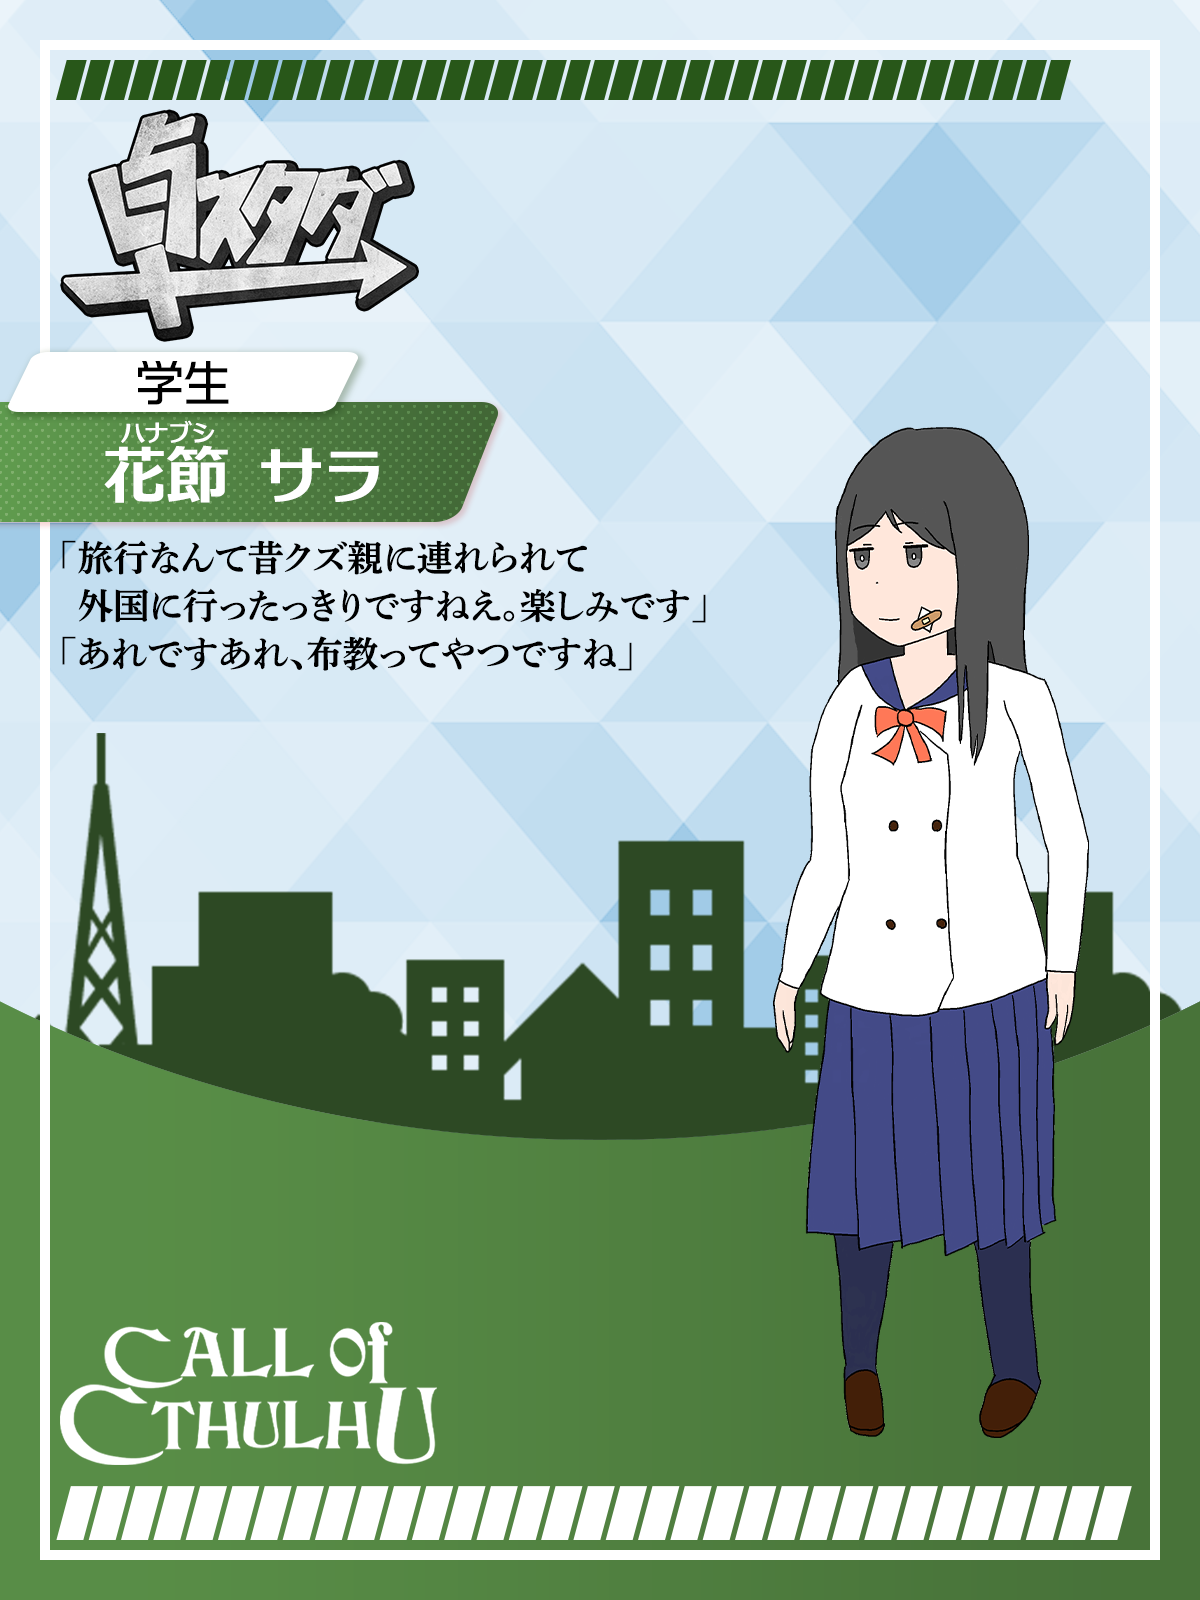 卓スタダ
学生
ハナブシ
花節 サラ
「旅行なんて昔クズ親に連れられて
外国に行ったっきりですねえ。楽しみです」
「あれですあれ、布教ってやつですね」
CALL Of
CTHULHU